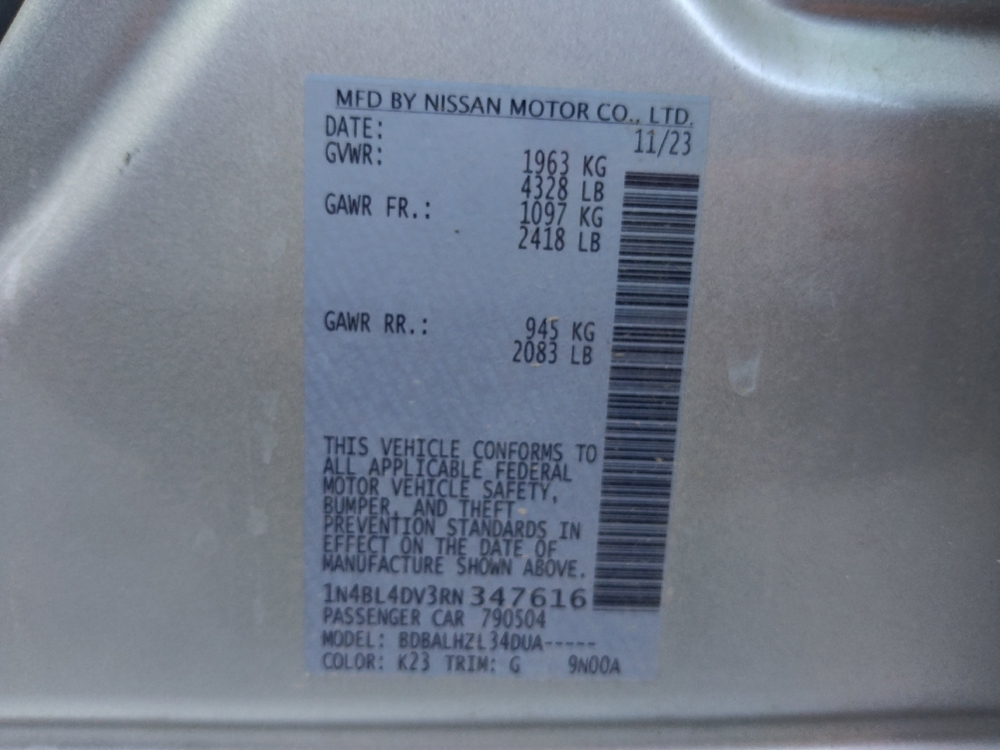 MFD BY NISSAN MOTOR CO., LTD.
DATE: 11/23
GVWR: 1963 KG
4328 LB
GAWR FR.: 1097 KG
2418 LB
GAWR RR.: 945 KG
2083 LB
THIS VEHICLE CONFORMS TO
ALL APPLICABLE FEDERAL
MOTOR VEHICLE SAFETY,
BUMPER, AND THEFT
PREVENTION STANDARDS IN
EFFECT ON THE DATE OF
MANUFACTURE SHOWN ABOVE.
1N4BL4DV3RN347616
PASSENGER CAR 790504
MODEL: BDBALHZL34DUA-----
COLOR: K23 TRIM: G 9N00A